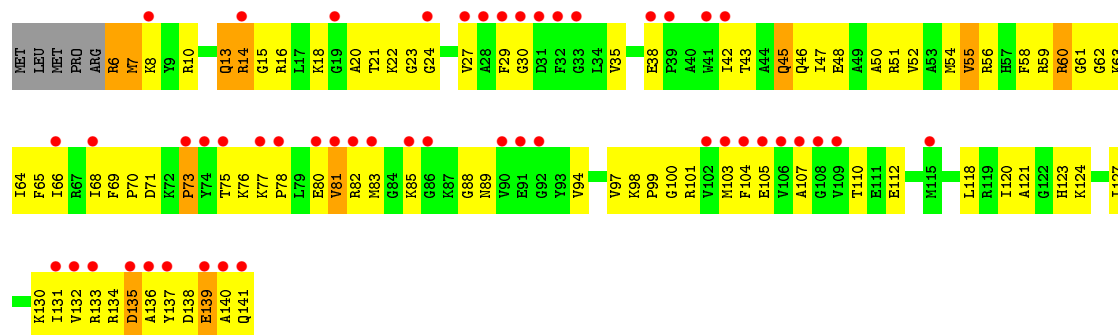 MET LEU MET PRO ARG R6 M7 K8 Y9 R10 Q13 R14 G15 R16 L17 K18 G19 A20 T21 K22 G23 G24 V27 A28 F29 G30 D31 F32 G33 L34 V35 E38 P39 A40 W41 I42 T43 A44 Q45 Q46 I47 E48 A49 A50 R51 V52 A53 M54 V55 R56 H57 F58 R59 R60 G61 G62 K63
I64 F65 I66 R67 I68 F69 P70 D71 K72 P73 Y74 T75 K76 K77 P78 L79 E80 V81 R82 M83 G84 K85 G86 K87 G88 N89 V90 E91 G92 Y93 V94 V97 K98 P99 G100 R101 V102 M103 F104 E105 V106 A107 G108 V109 T110 E111 E112 M115 L118 R119 I120 A121 G122 H123 K124
K130 I131 V132 R133 R134 D135 A136 Y137 D138 E139 A140 Q141